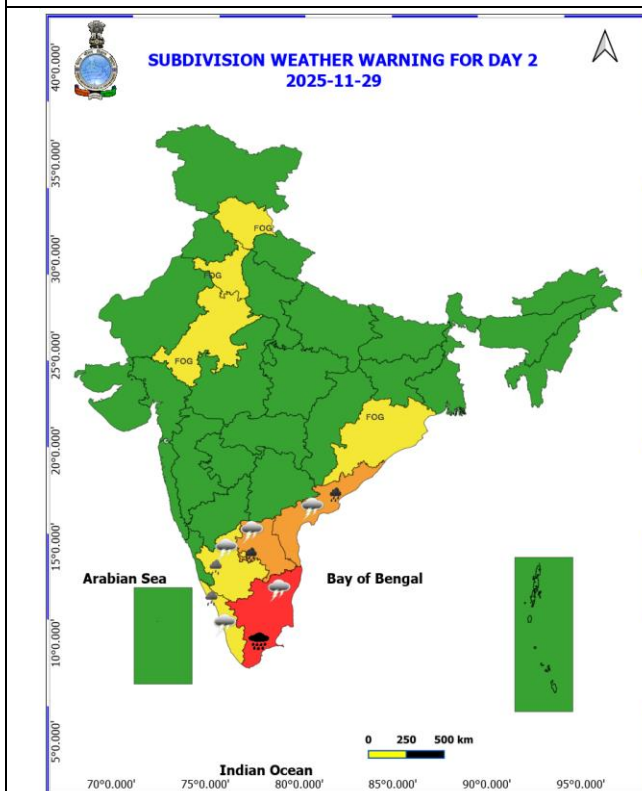 SUBDIVISION WEATHER WARNING FOR DAY 2
2025-11-29
40°0.000'
35°0.000'
30°0.000'
25°0.000'
20°0.000'
15°0.000'
10°0.000'
5°0.000'
FOG
FOG
FOG
FOG
Arabian Sea
Bay of Bengal
0 250 500 km
Indian Ocean
70°0.000' 75°0.000' 80°0.000' 85°0.000' 90°0.000' 95°0.000'